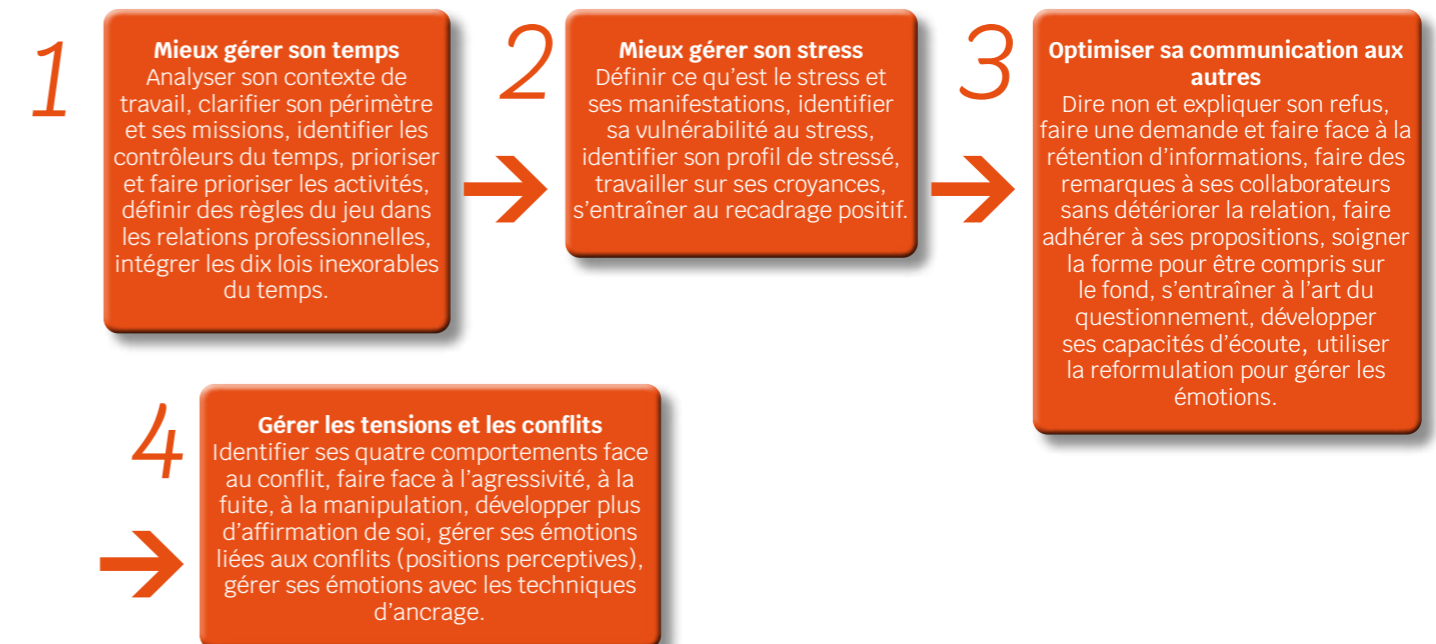 1
Mieux gérer son temps
Analyser son contexte de
travail, clarifier son périmètre
et ses missions, identifier les
contrôleurs du temps, prioriser
et faire prioriser les activités,
définir des règles du jeu dans
les relations professionnelles,
intégrer les dix lois inexorables
du temps.
2
Mieux gérer son stress
Définir ce qu’est le stress et
ses manifestations, identifier
sa vulnérabilité au stress,
identifier son profil de stressé,
travailler sur ses croyances,
s’entraîner au recadrage positif.
3
Optimiser sa communication aux
autres
Dire non et expliquer son refus,
faire une demande et faire face à la
rétention d’informations, faire des
remarques à ses collaborateurs
sans détériorer la relation, faire
adhérer à ses propositions, soigner
la forme pour être compris sur
le fond, s’entraîner à l’art du
questionnement, développer
ses capacités d’écoute, utiliser
la reformulation pour gérer les
émotions.
4
Gérer les tensions et les conflits
Identifier ses quatre comportements face
au conflit, faire face à l’agressivité, à la
fuite, à la manipulation, développer plus
d’affirmation de soi, gérer ses émotions
liées aux conflits (positions perceptives),
gérer ses émotions avec les techniques
d’ancrage.